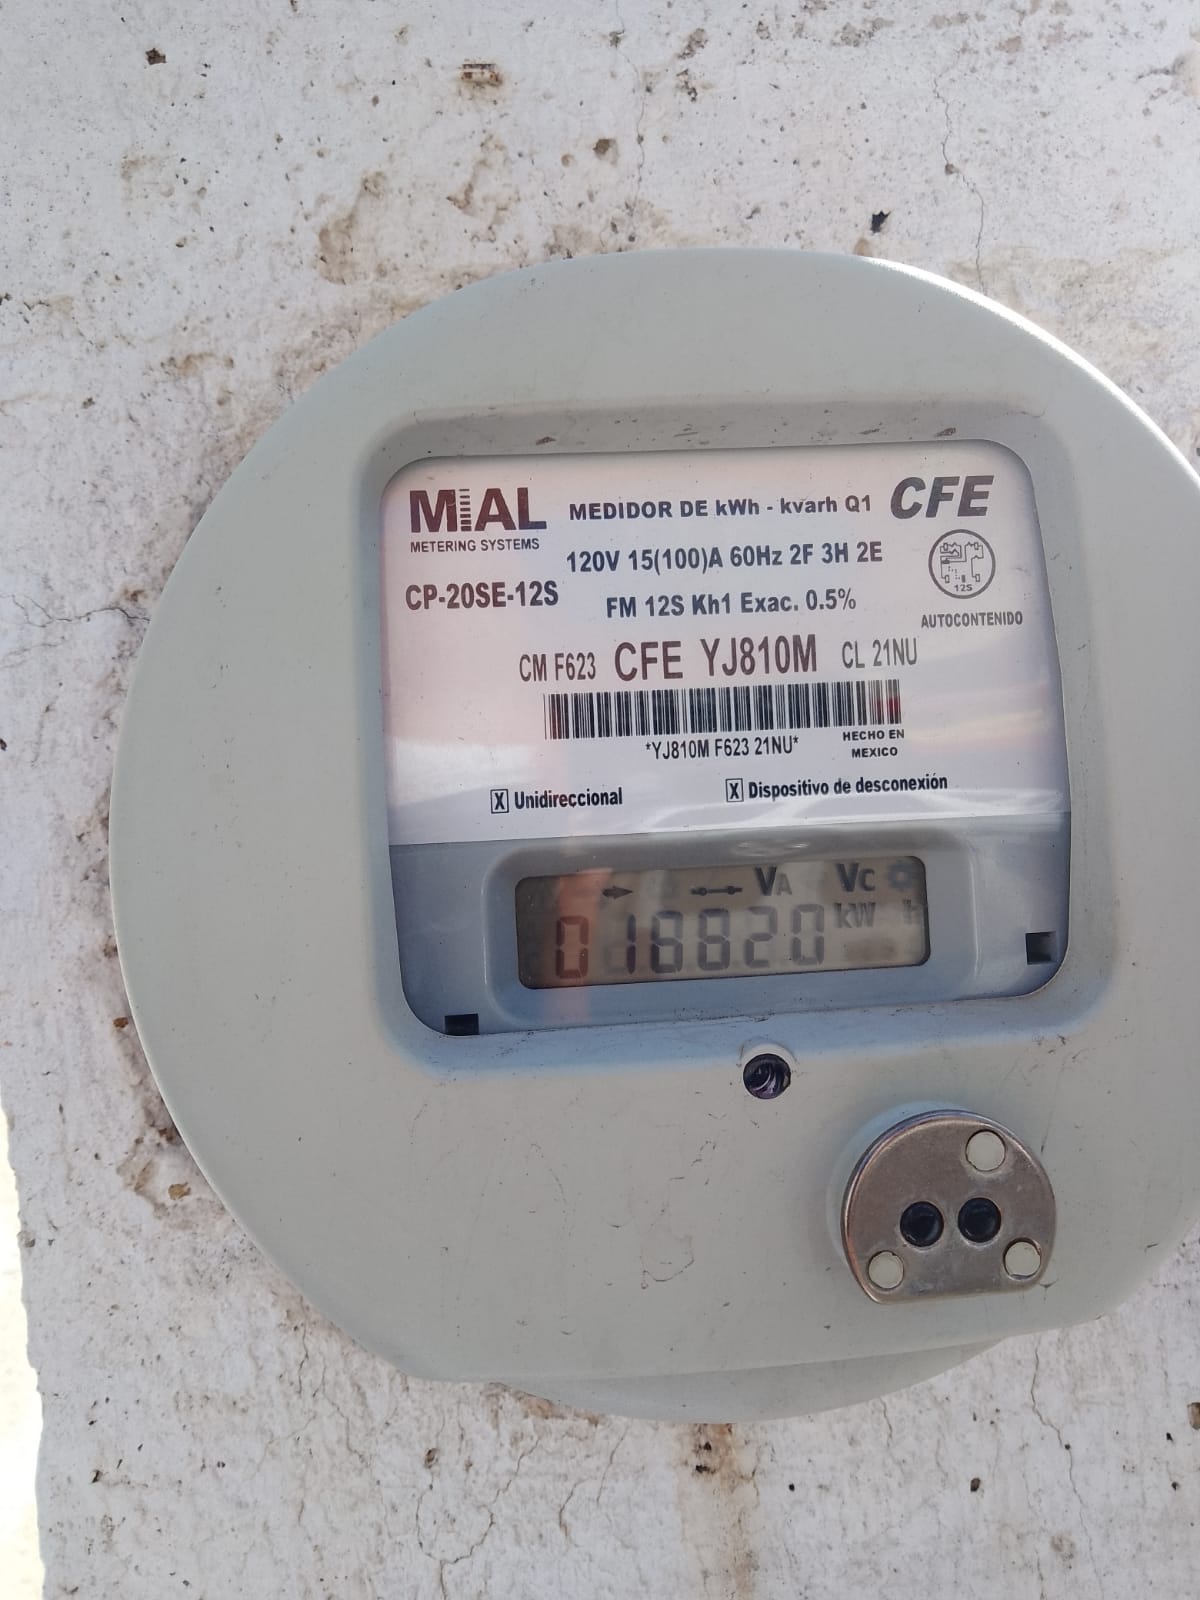 MIAL
METERING SYSTEMS
MEDIDOR DE kWh - kvarh Q1
CFE
120V 15(100)A 60Hz 2F 3H 2E
CP-20SE-12S
FM 12S Kh1 Exac. 0.5%
12S
AUTOCONTENIDO
CM F623 CFE YJ810M CL 21NU
*YJ810M F623 21NU*
HECHO EN
MEXICO
X Unidireccional
X Dispositivo de desconexión
VA VC
018820 kW h